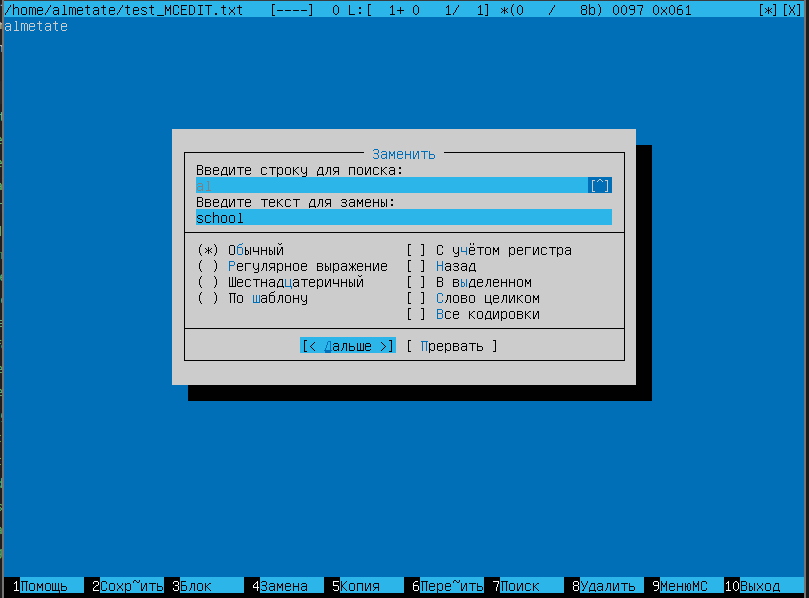 /home/almetate/test_MCEDIT.txt [----] 0 L:[ 1+ 0 1/ 1] *(0 / 8b) 0097 0x061 [*][X]
almetate
Заменить
Введите строку для поиска:
al [^]
Введите текст для замены:
school
(*) Обычный [ ] С учётом регистра
( ) Регулярное выражение [ ] Назад
( ) Шестнадцатеричный [ ] В выделенном
( ) По шаблону [ ] Слово целиком
[ ] Все кодировки
[< Дальше >] [ Прервать ]
1Помощь 2Сохр~ить 3Блок 4Замена 5Копия 6Пере~ить 7Поиск 8Удалить 9МенюМС 10Выход